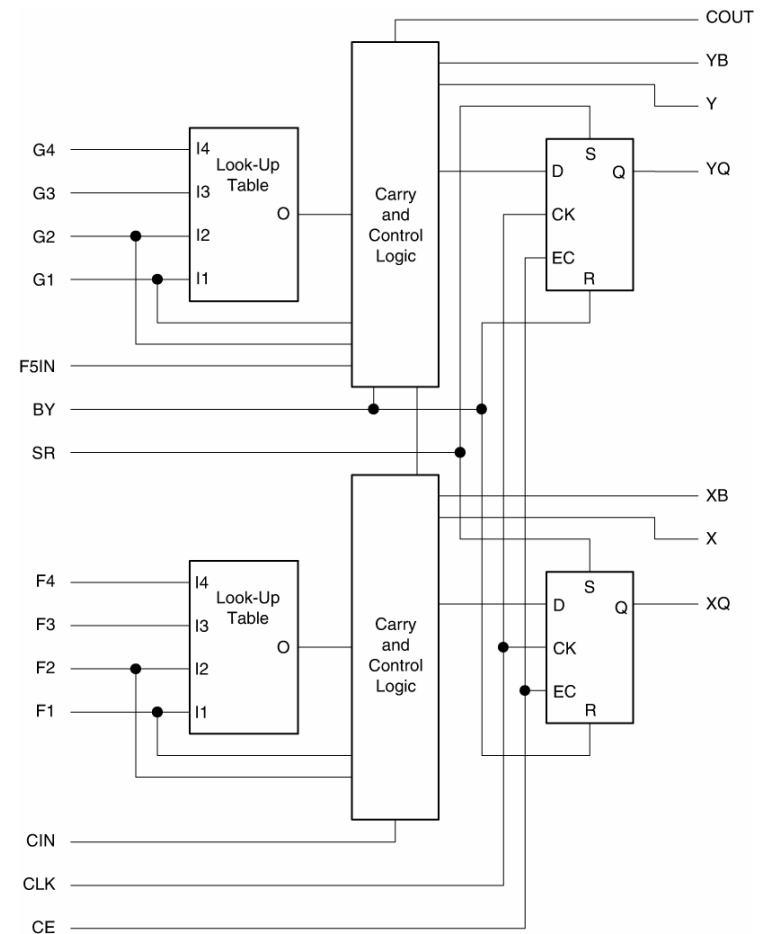 COUT
YB
Y
G4
G3
G2
G1
I4
I3
I2
I1
Look-Up
Table
O
Carry
and
Control
Logic
S
D
Q
CK
EC
R
YQ
F5IN
BY
SR
XB
X
F4
F3
F2
F1
I4
I3
I2
I1
Look-Up
Table
O
Carry
and
Control
Logic
S
D
Q
CK
EC
R
XQ
CIN
CLK
CE